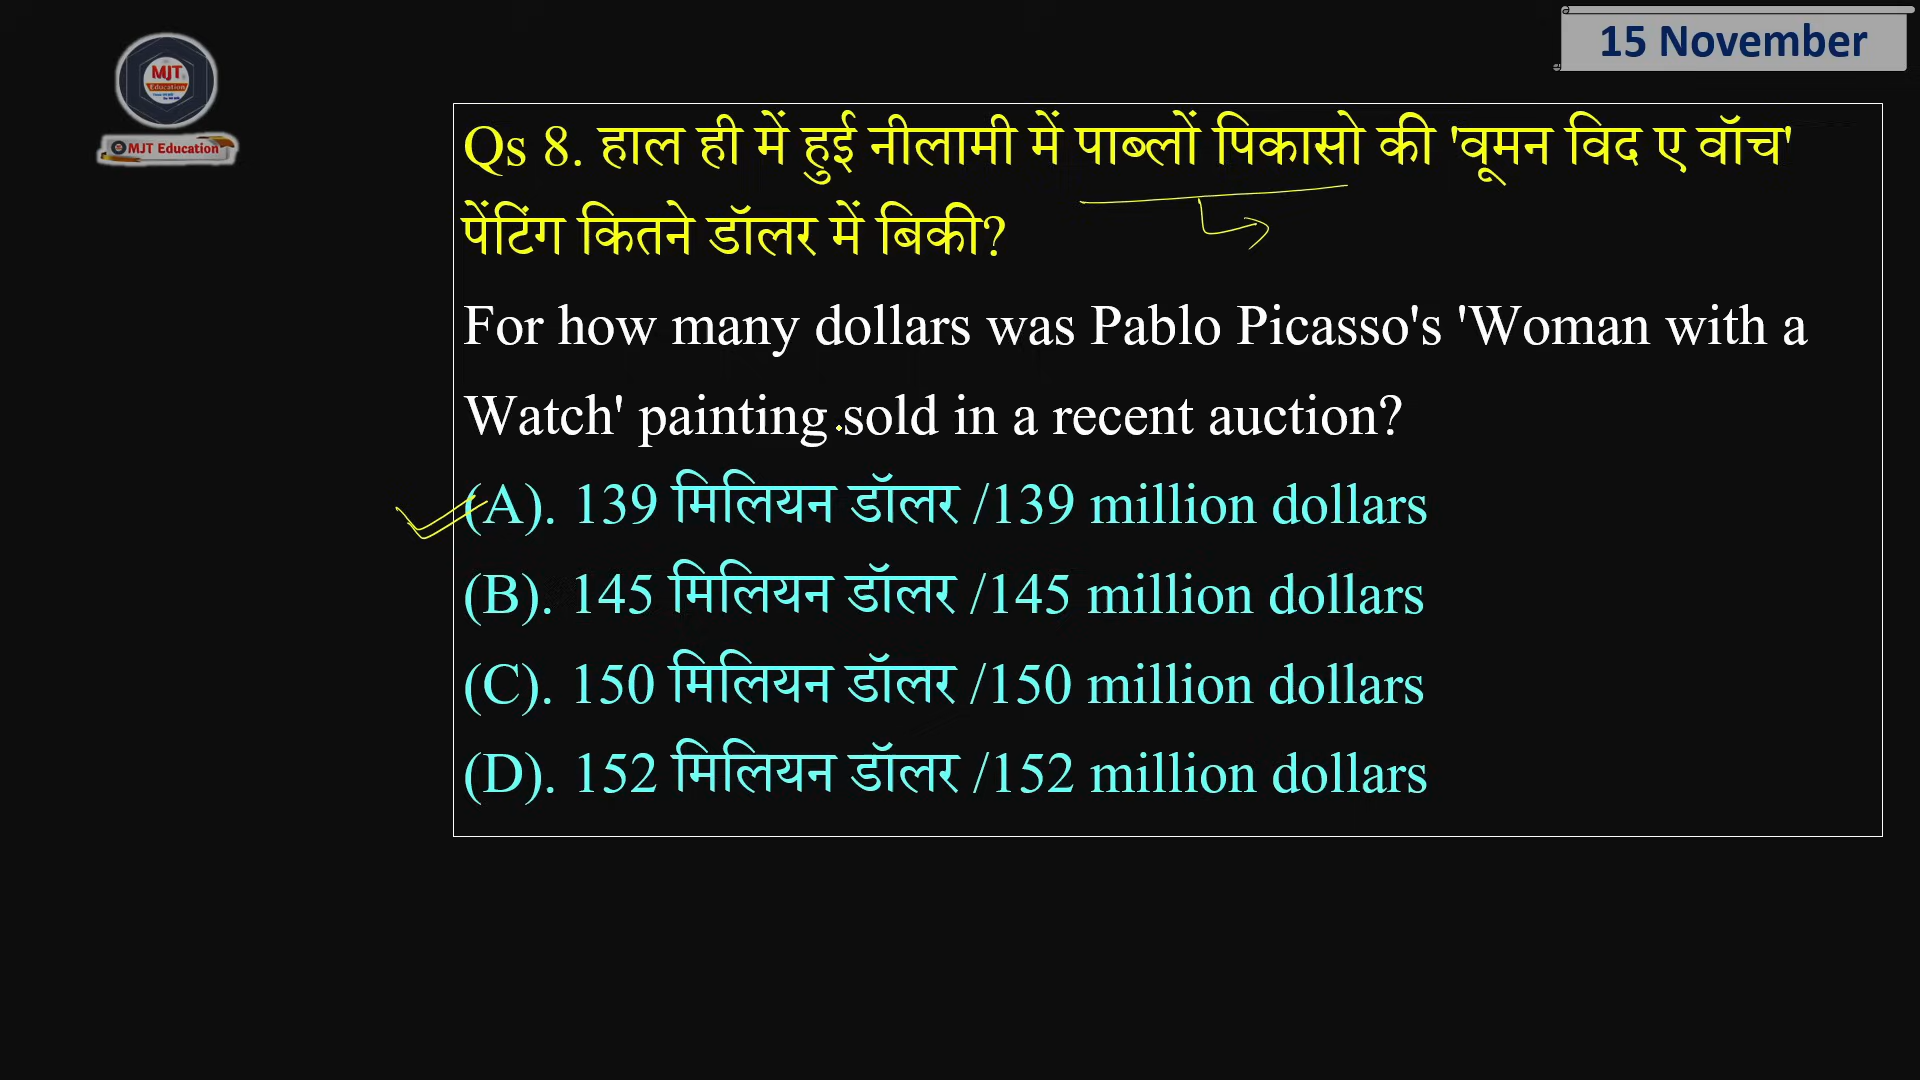 15 November
MJT
Education
MJT Education
Qs 8. हाल ही में हुई नीलामी में पाब्लों पिकासो की 'वूमन विद ए वॉच'
पेंटिंग कितने डॉलर में बिकी?
For how many dollars was Pablo Picasso's 'Woman with a
Watch' painting sold in a recent auction?
(A). 139 मिलियन डॉलर /139 million dollars
(B). 145 मिलियन डॉलर /145 million dollars
(C). 150 मिलियन डॉलर /150 million dollars
(D). 152 मिलियन डॉलर /152 million dollars